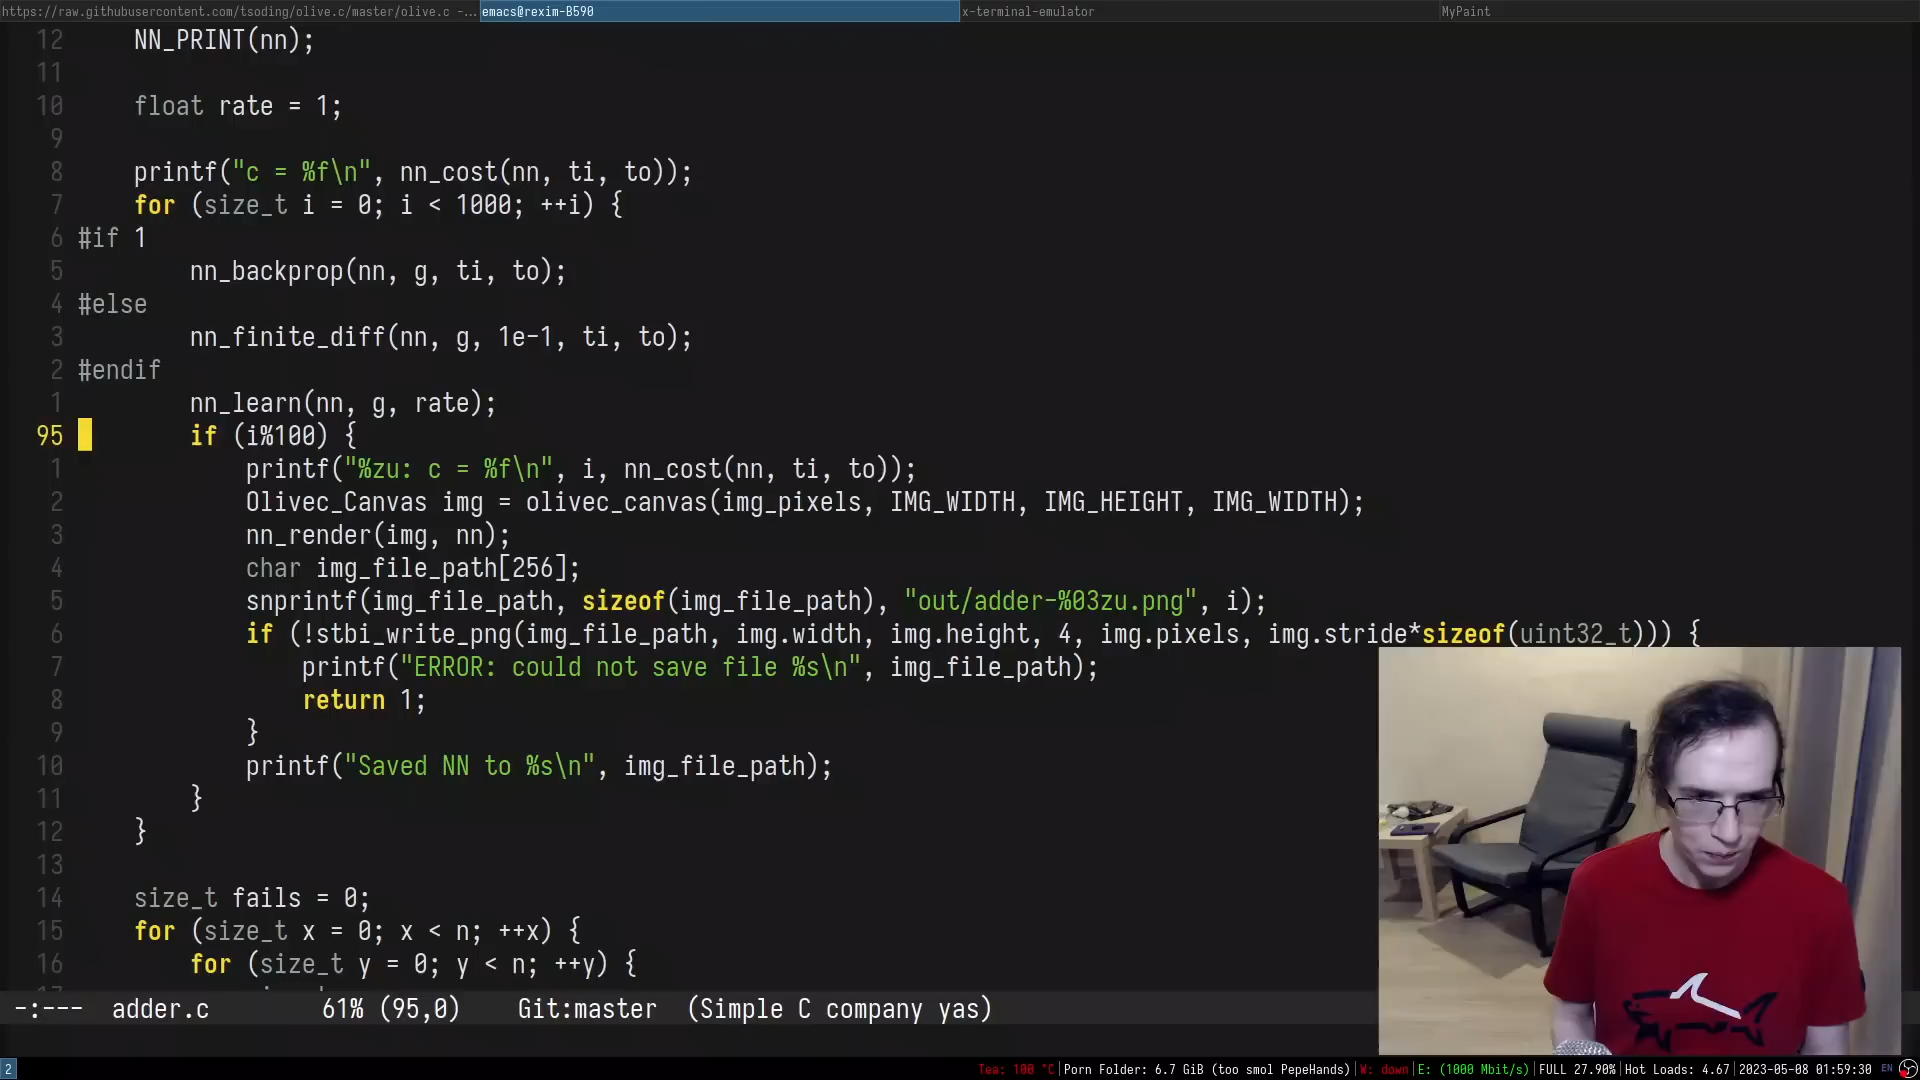 https://raw.githubusercontent.com/tsoding/olive.c/master/olive.c -... emacs@rexim-B590 x-terminal-emulator MyPaint
12 NN_PRINT(nn);
11
10 float rate = 1;
9
8 printf("c = %f\n", nn_cost(nn, ti, to));
7 for (size_t i = 0; i < 1000; ++i) {
6 #if 1
5 nn_backprop(nn, g, ti, to);
4 #else
3 nn_finite_diff(nn, g, 1e-1, ti, to);
2 #endif
1 nn_learn(nn, g, rate);
95 if (i%100) {
1 printf("%zu: c = %f\n", i, nn_cost(nn, ti, to));
2 Olivec_Canvas img = olivec_canvas(img_pixels, IMG_WIDTH, IMG_HEIGHT, IMG_WIDTH);
3 nn_render(img, nn);
4 char img_file_path[256];
5 snprintf(img_file_path, sizeof(img_file_path), "out/adder-%03zu.png", i);
6 if (!stbi_write_png(img_file_path, img.width, img.height, 4, img.pixels, img.stride*sizeof(uint32_t))) {
7 printf("ERROR: could not save file %s\n", img_file_path);
8 return 1;
9 }
10 printf("Saved NN to %s\n", img_file_path);
11 }
12 }
13
14 size_t fails = 0;
15 for (size_t x = 0; x < n; ++x) {
16 for (size_t y = 0; y < n; ++y) {
-:--- adder.c 61% (95,0) Git:master (Simple C company yas)
2 Tea: 100 °C|Porn Folder: 6.7 GiB (too smol PepeHands)|W: down|E: (1000 Mbit/s)|FULL 27.90%|Hot Loads: 4.67|2023-05-08 01:59:30 EN